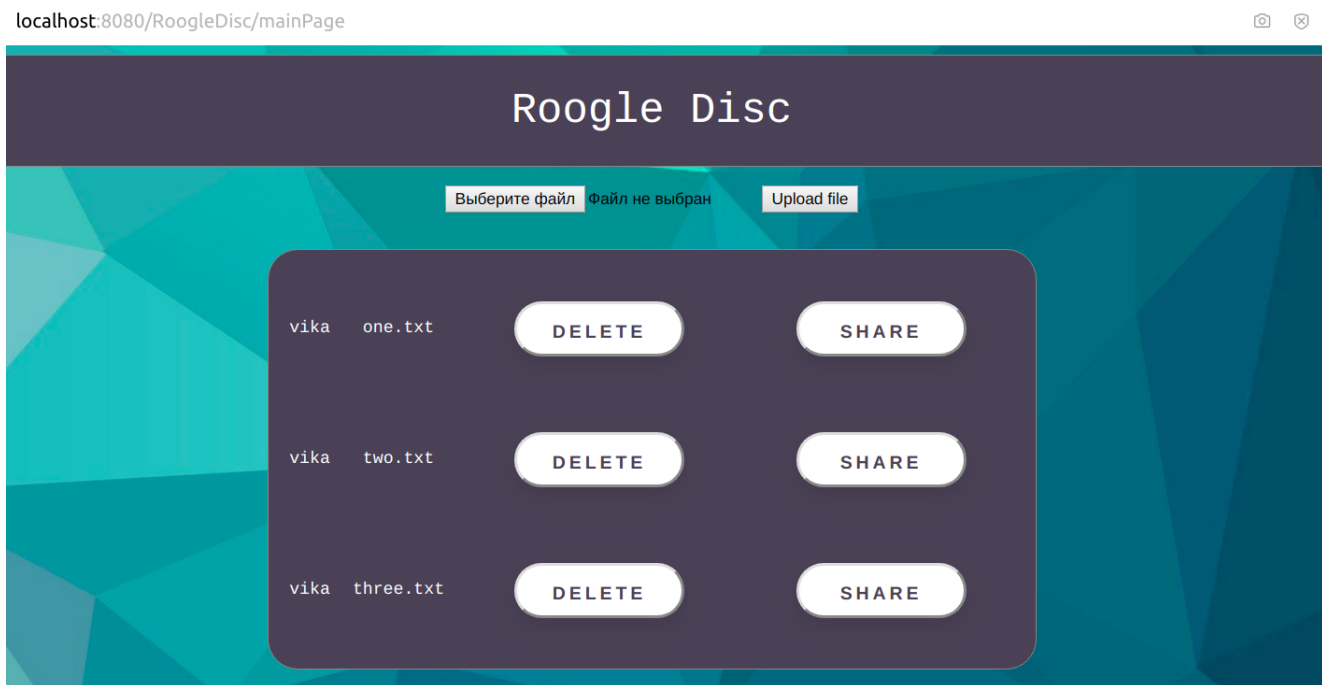 localhost:8080/RoogleDisc/mainPage
Roogle Disc
Выберите файл Файл не выбран Upload file
vika one.txt DELETE SHARE
vika two.txt DELETE SHARE
vika three.txt DELETE SHARE